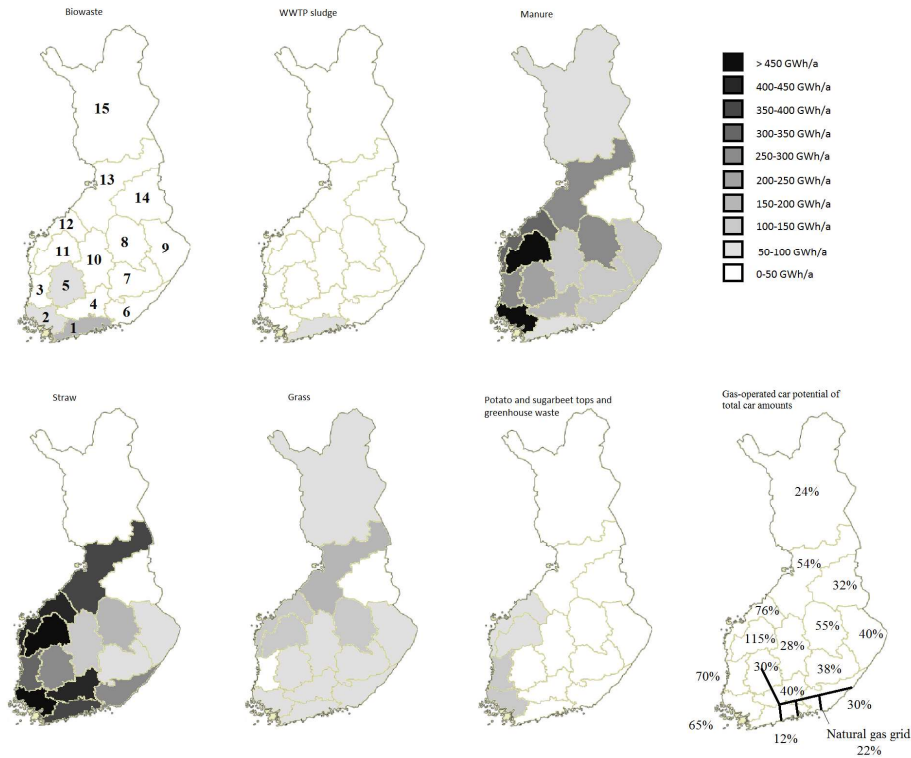 Biowaste
WWTP sludge
Manure
> 450 GWh/a
400-450 GWh/a
350-400 GWh/a
300-350 GWh/a
250-300 GWh/a
200-250 GWh/a
150-200 GWh/a
100-150 GWh/a
50-100 GWh/a
0-50 GWh/a
15
13
14
12
11
8
9
10
7
5
3
4
6
2
1
Straw
Grass
Potato and sugarbeet tops and
greenhouse waste
Gas-operated car potential of
total car amounts
24%
54%
32%
76%
55%
40%
115%
28%
30%
38%
70%
40%
30%
65%
12%
Natural gas grid
22%